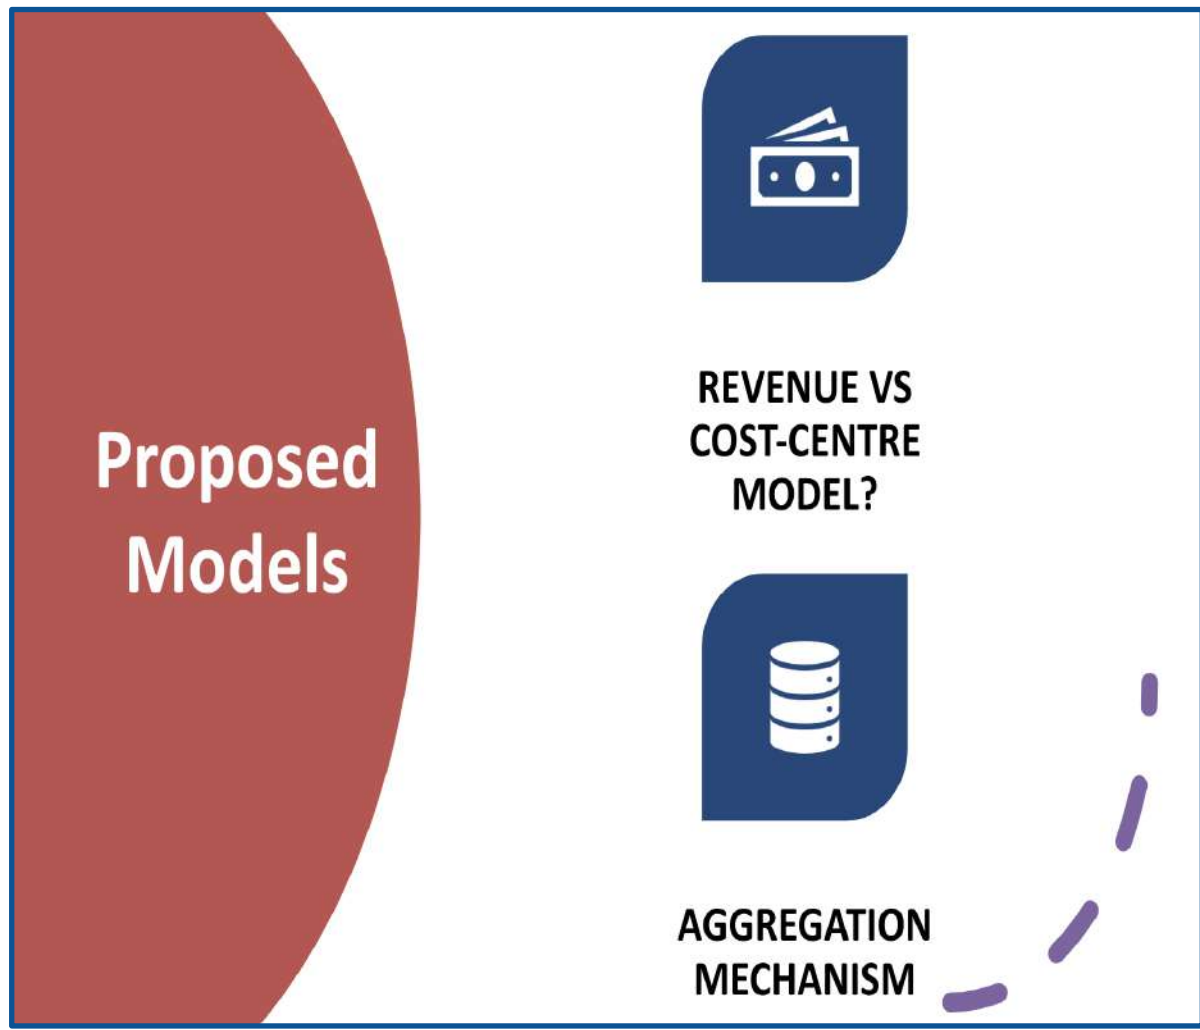 Proposed
Models
REVENUE VS
COST-CENTRE
MODEL?
AGGREGATION
MECHANISM